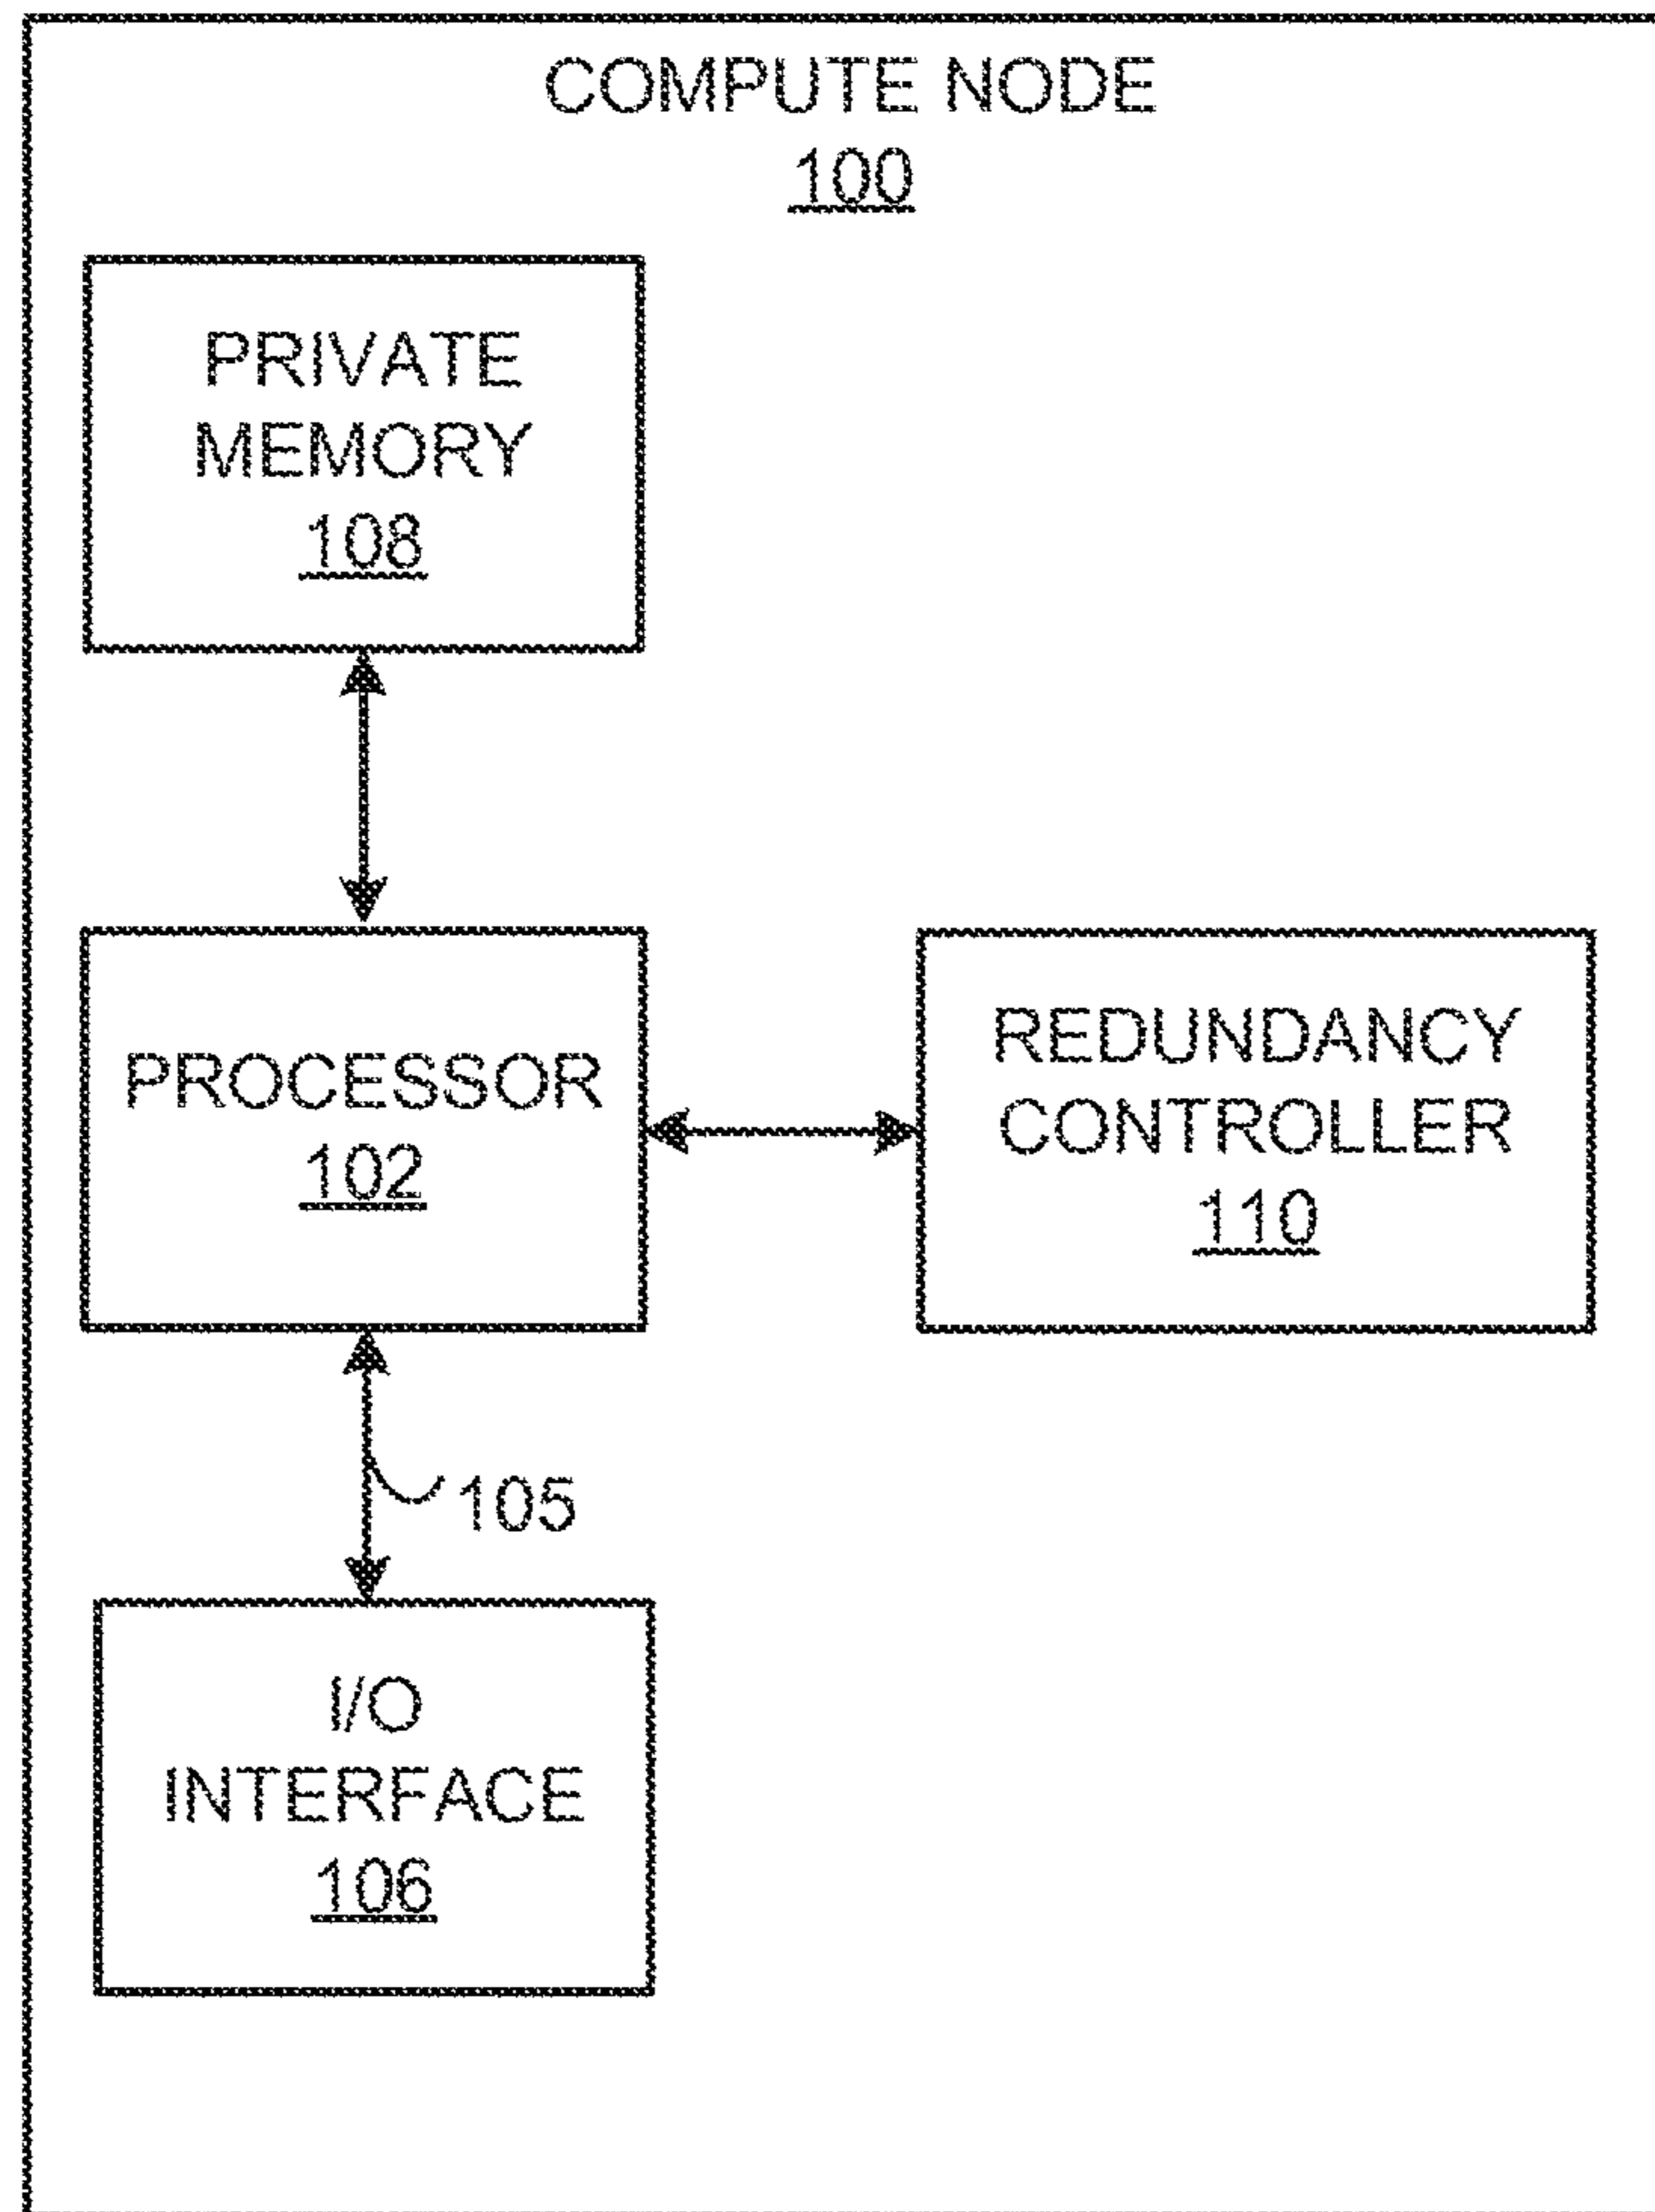 COMPUTE NODE
100
PRIVATE
MEMORY
108
PROCESSOR
102
REDUNDANCY
CONTROLLER
110
105
I/O
INTERFACE
106